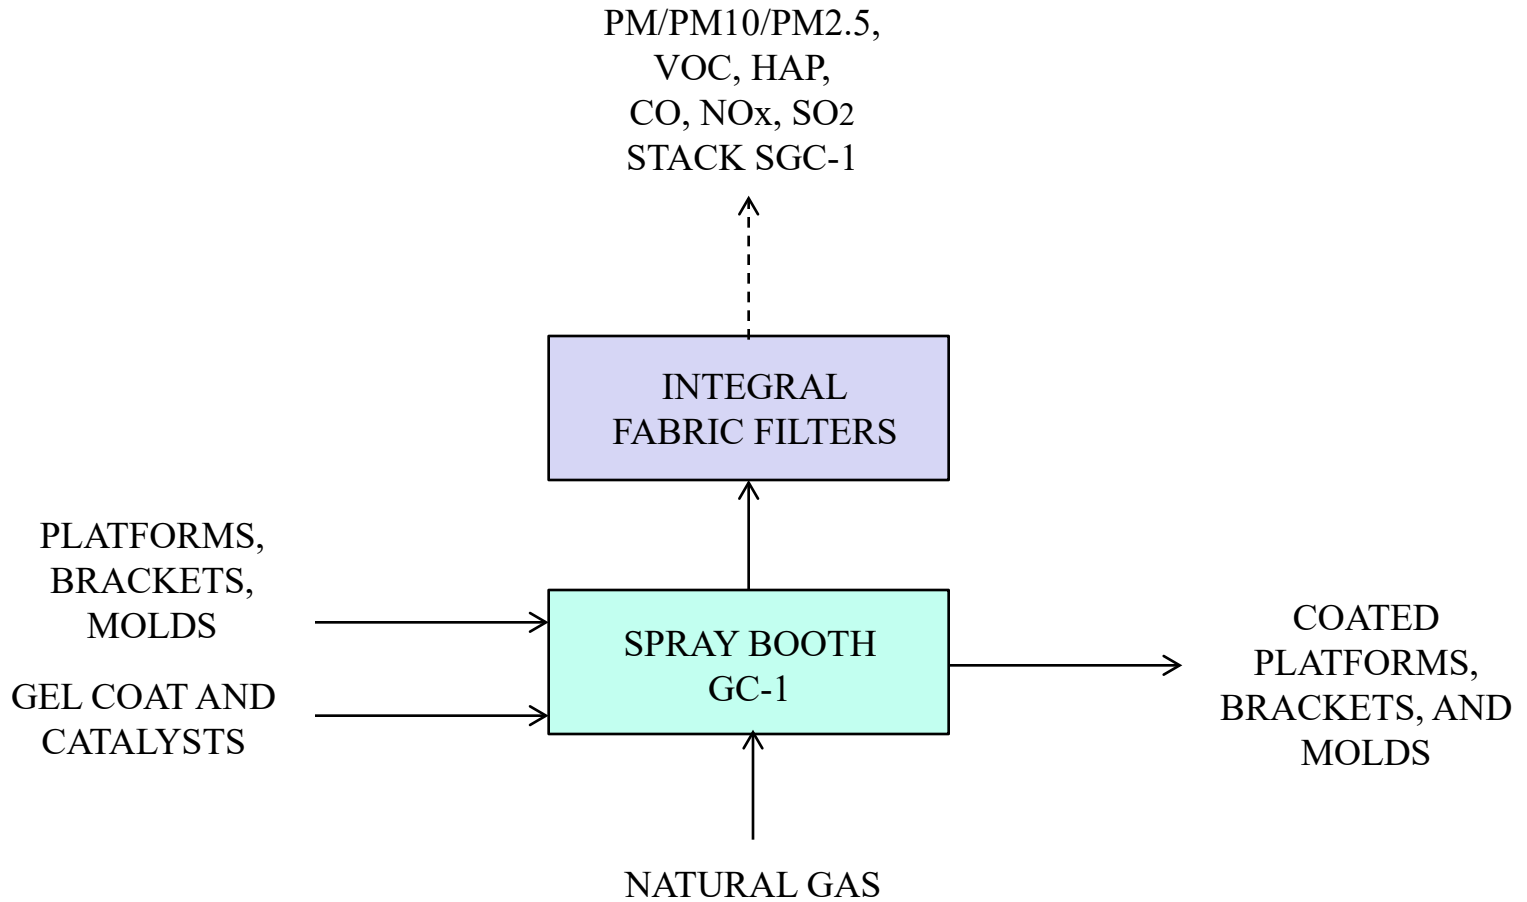 PM/PM10/PM2.5,
VOC, HAP,
CO, NOx, SO2
STACK SGC-1
INTEGRAL
FABRIC FILTERS
PLATFORMS,
BRACKETS,
MOLDS
GEL COAT AND
CATALYSTS
SPRAY BOOTH
GC-1
COATED
PLATFORMS,
BRACKETS, AND
MOLDS
NATURAL GAS